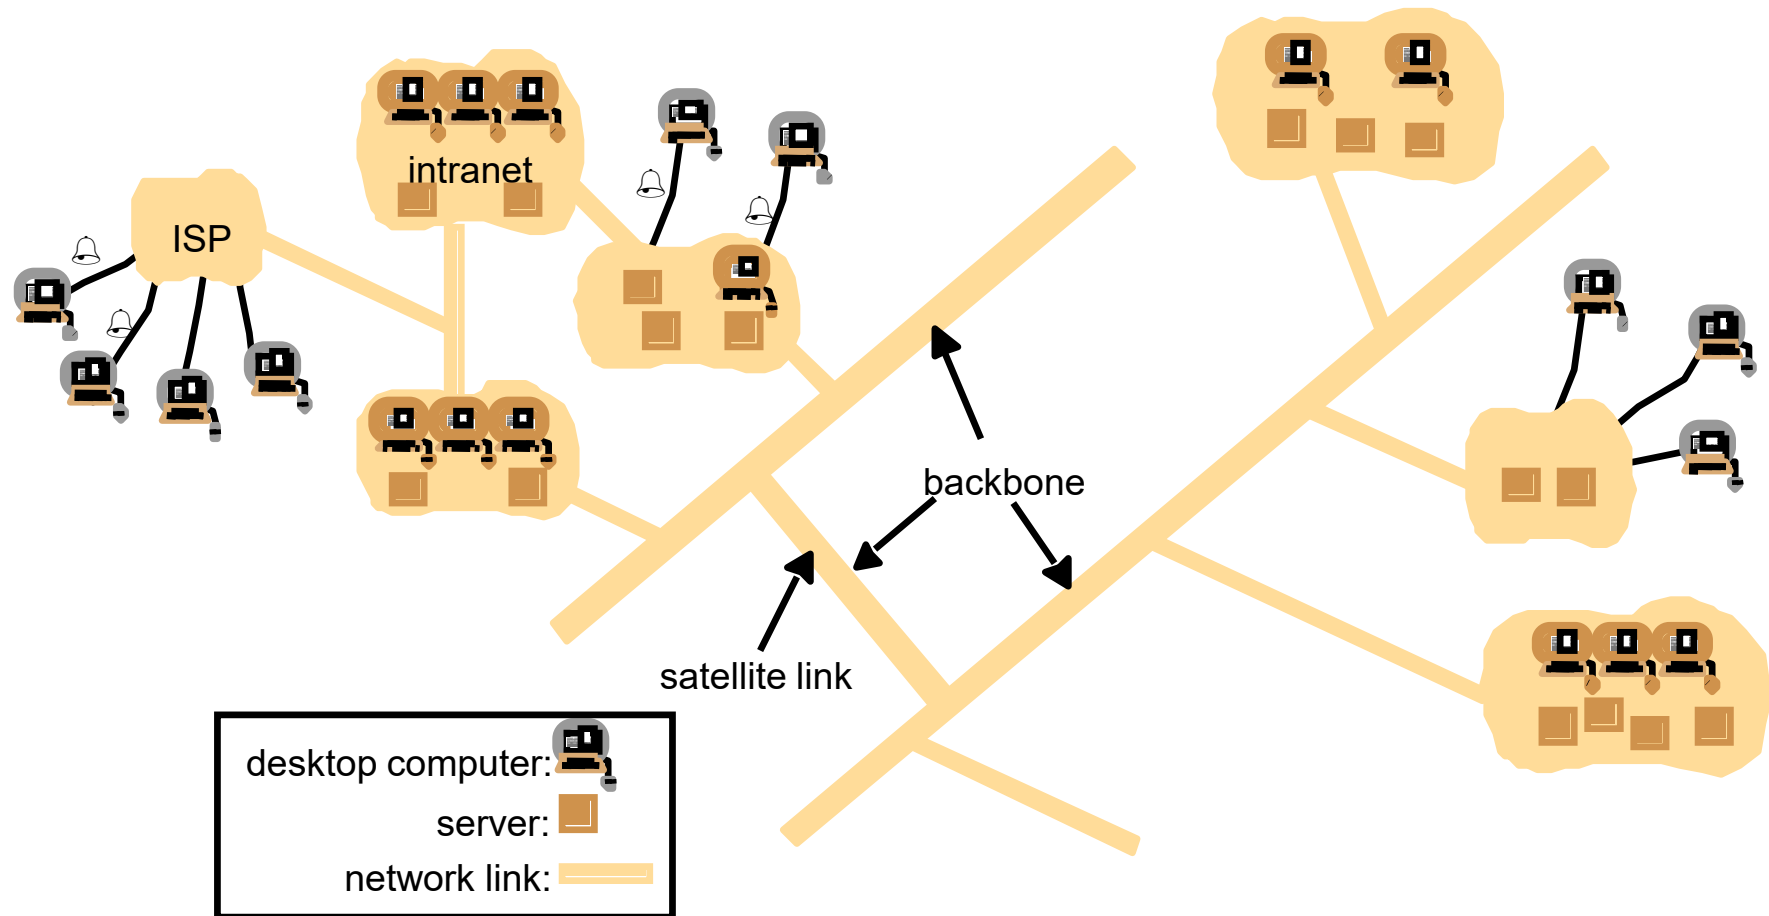 intranet
ISP
backbone
satellite link
desktop computer:
server:
network link: